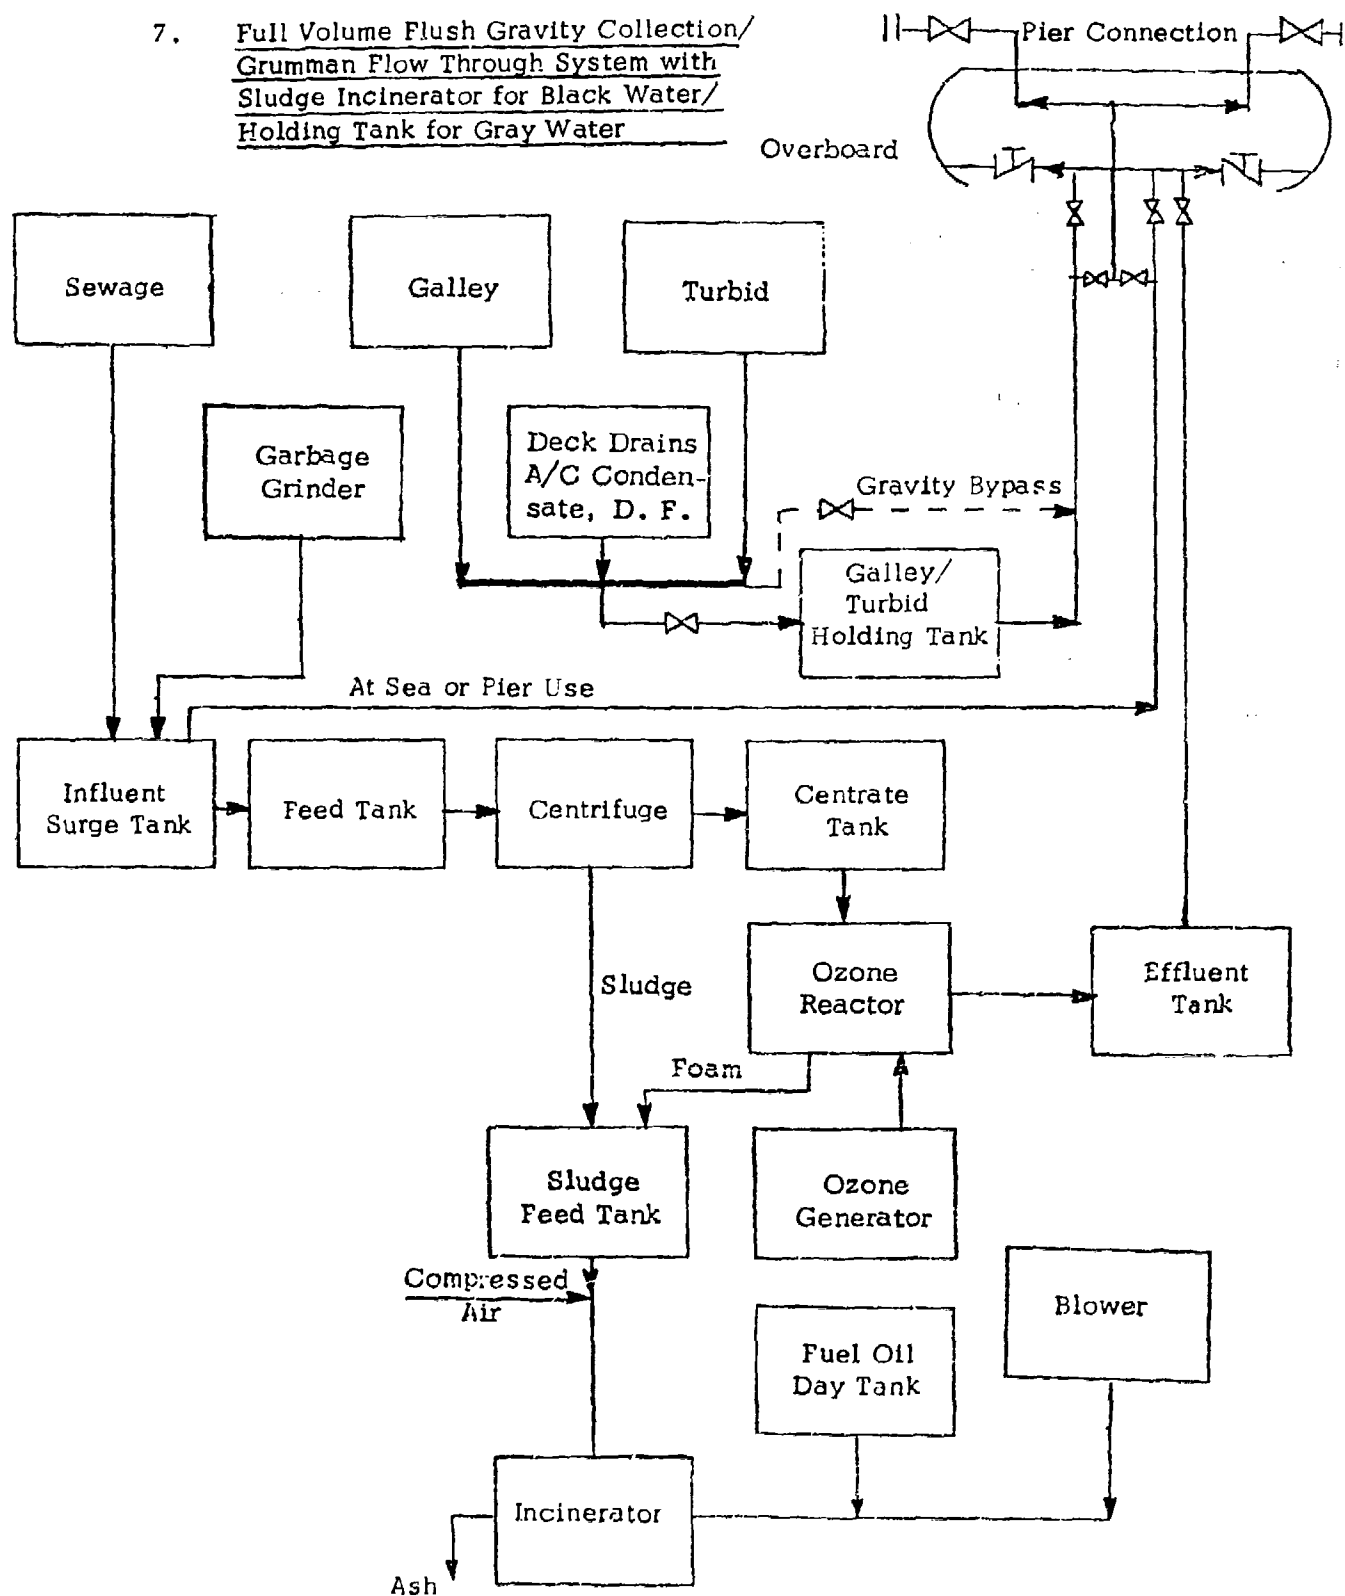 7. Full Volume Flush Gravity Collection/
Grumman Flow Through System with
Sludge Incinerator for Black Water/
Holding Tank for Gray Water
Pier Connection
Overboard
Sewage
Galley
Turbid
Garbage
Grinder
Deck Drains
A/C Conden-
sate, D. F.
Gravity Bypass
Galley/
Turbid
Holding Tank
At Sea or Pier Use
Influent
Surge Tank
Feed Tank
Centrifuge
Centrate
Tank
Sludge
Ozone
Reactor
Effluent
Tank
Foam
Sludge
Feed Tank
Ozone
Generator
Compressed
Air
Fuel Oil
Day Tank
Blower
Incinerator
Ash